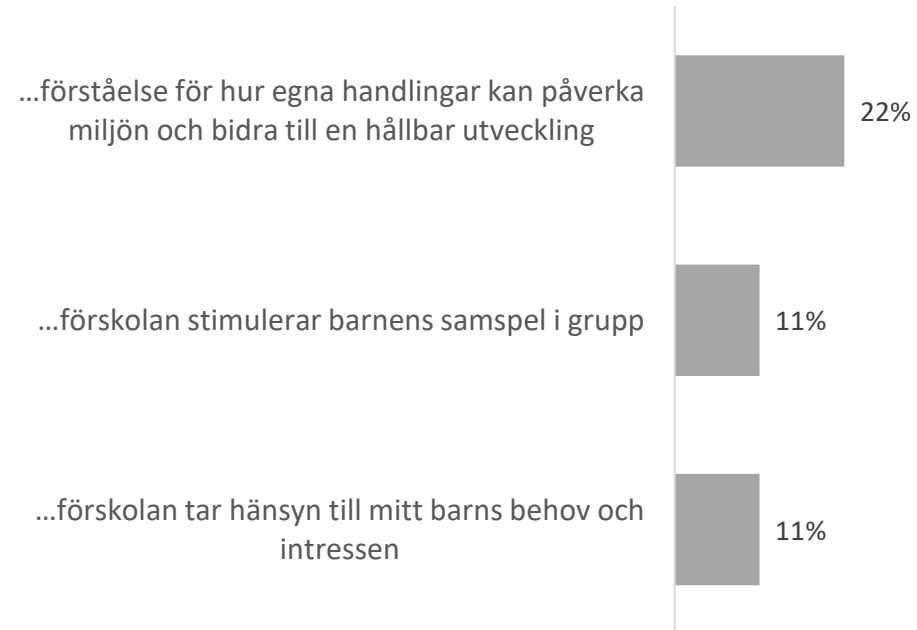 ...förståelse för hur egna handlingar kan påverka
miljön och bidra till en hållbar utveckling
22%
...förskolan stimulerar barnens samspel i grupp
11%
...förskolan tar hänsyn till mitt barns behov och
intressen
11%